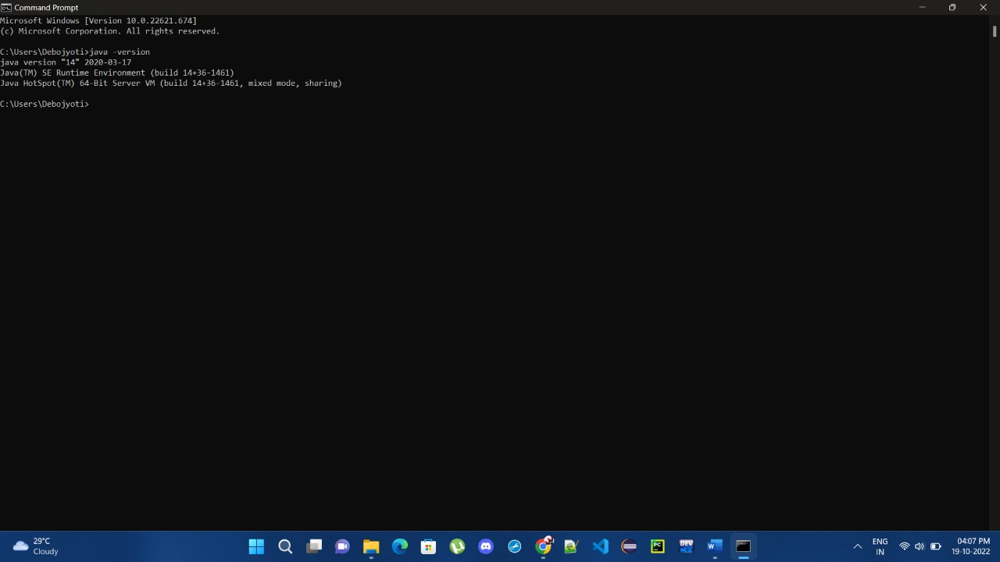 Command Prompt
Microsoft Windows [Version 10.0.22621.674]
(c) Microsoft Corporation. All rights reserved.
C:\Users\Debojyoti>java -version
java version "14" 2020-03-17
Java(TM) SE Runtime Environment (build 14+36-1461)
Java HotSpot(TM) 64-Bit Server VM (build 14+36-1461, mixed mode, sharing)
C:\Users\Debojyoti>
29°C
Cloudy
PC
DEV
W
ENG
IN
04:07 PM
19-10-2022